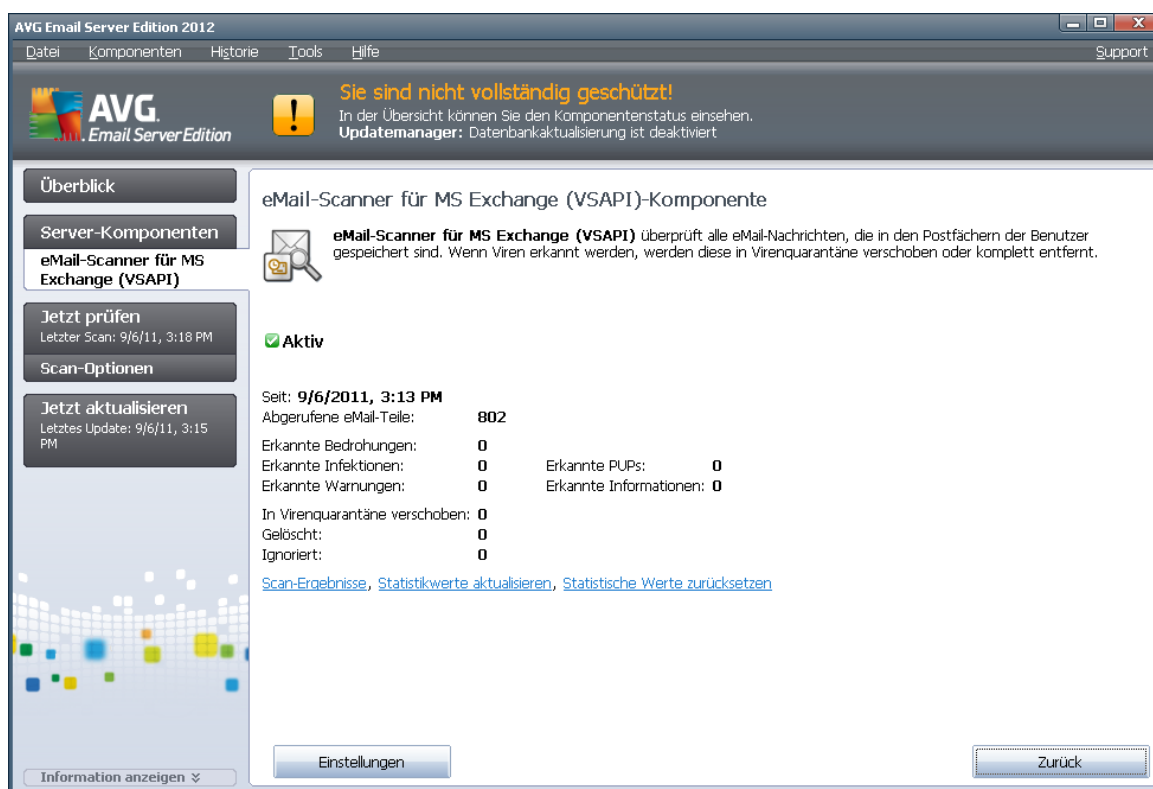 AVG Email Server Edition 2012
Datei Komponenten Historie Tools Hilfe Support
AVG.
Email Server Edition
Sie sind nicht vollständig geschützt!
In der Übersicht können Sie den Komponentenstatus einsehen.
Updatemanager: Datenbankaktualisierung ist deaktiviert
Überblick
Server-Komponenten
eMail-Scanner für MS
Exchange (VSAPI)
Jetzt prüfen
Letzter Scan: 9/6/11, 3:18 PM
Scan-Optionen
Jetzt aktualisieren
Letztes Update: 9/6/11, 3:15
PM
Information anzeigen
eMail-Scanner für MS Exchange (VSAPI)-Komponente
eMail-Scanner für MS Exchange (VSAPI) überprüft alle eMail-Nachrichten, die in den Postfächern der Benutzer
gespeichert sind. Wenn Viren erkannt werden, werden diese in Virenquarantäne verschoben oder komplett entfernt.
Aktiv
Seit: 9/6/2011, 3:13 PM
Abgerufene eMail-Teile: 802
Erkannte Bedrohungen: 0
Erkannte Infektionen: 0 Erkannte PUPs: 0
Erkannte Warnungen: 0 Erkannte Informationen: 0
In Virenquarantäne verschoben: 0
Gelöscht: 0
Ignoriert: 0
Scan-Ergebnisse, Statistikwerte aktualisieren, Statistische Werte zurücksetzen
Einstellungen Zurück